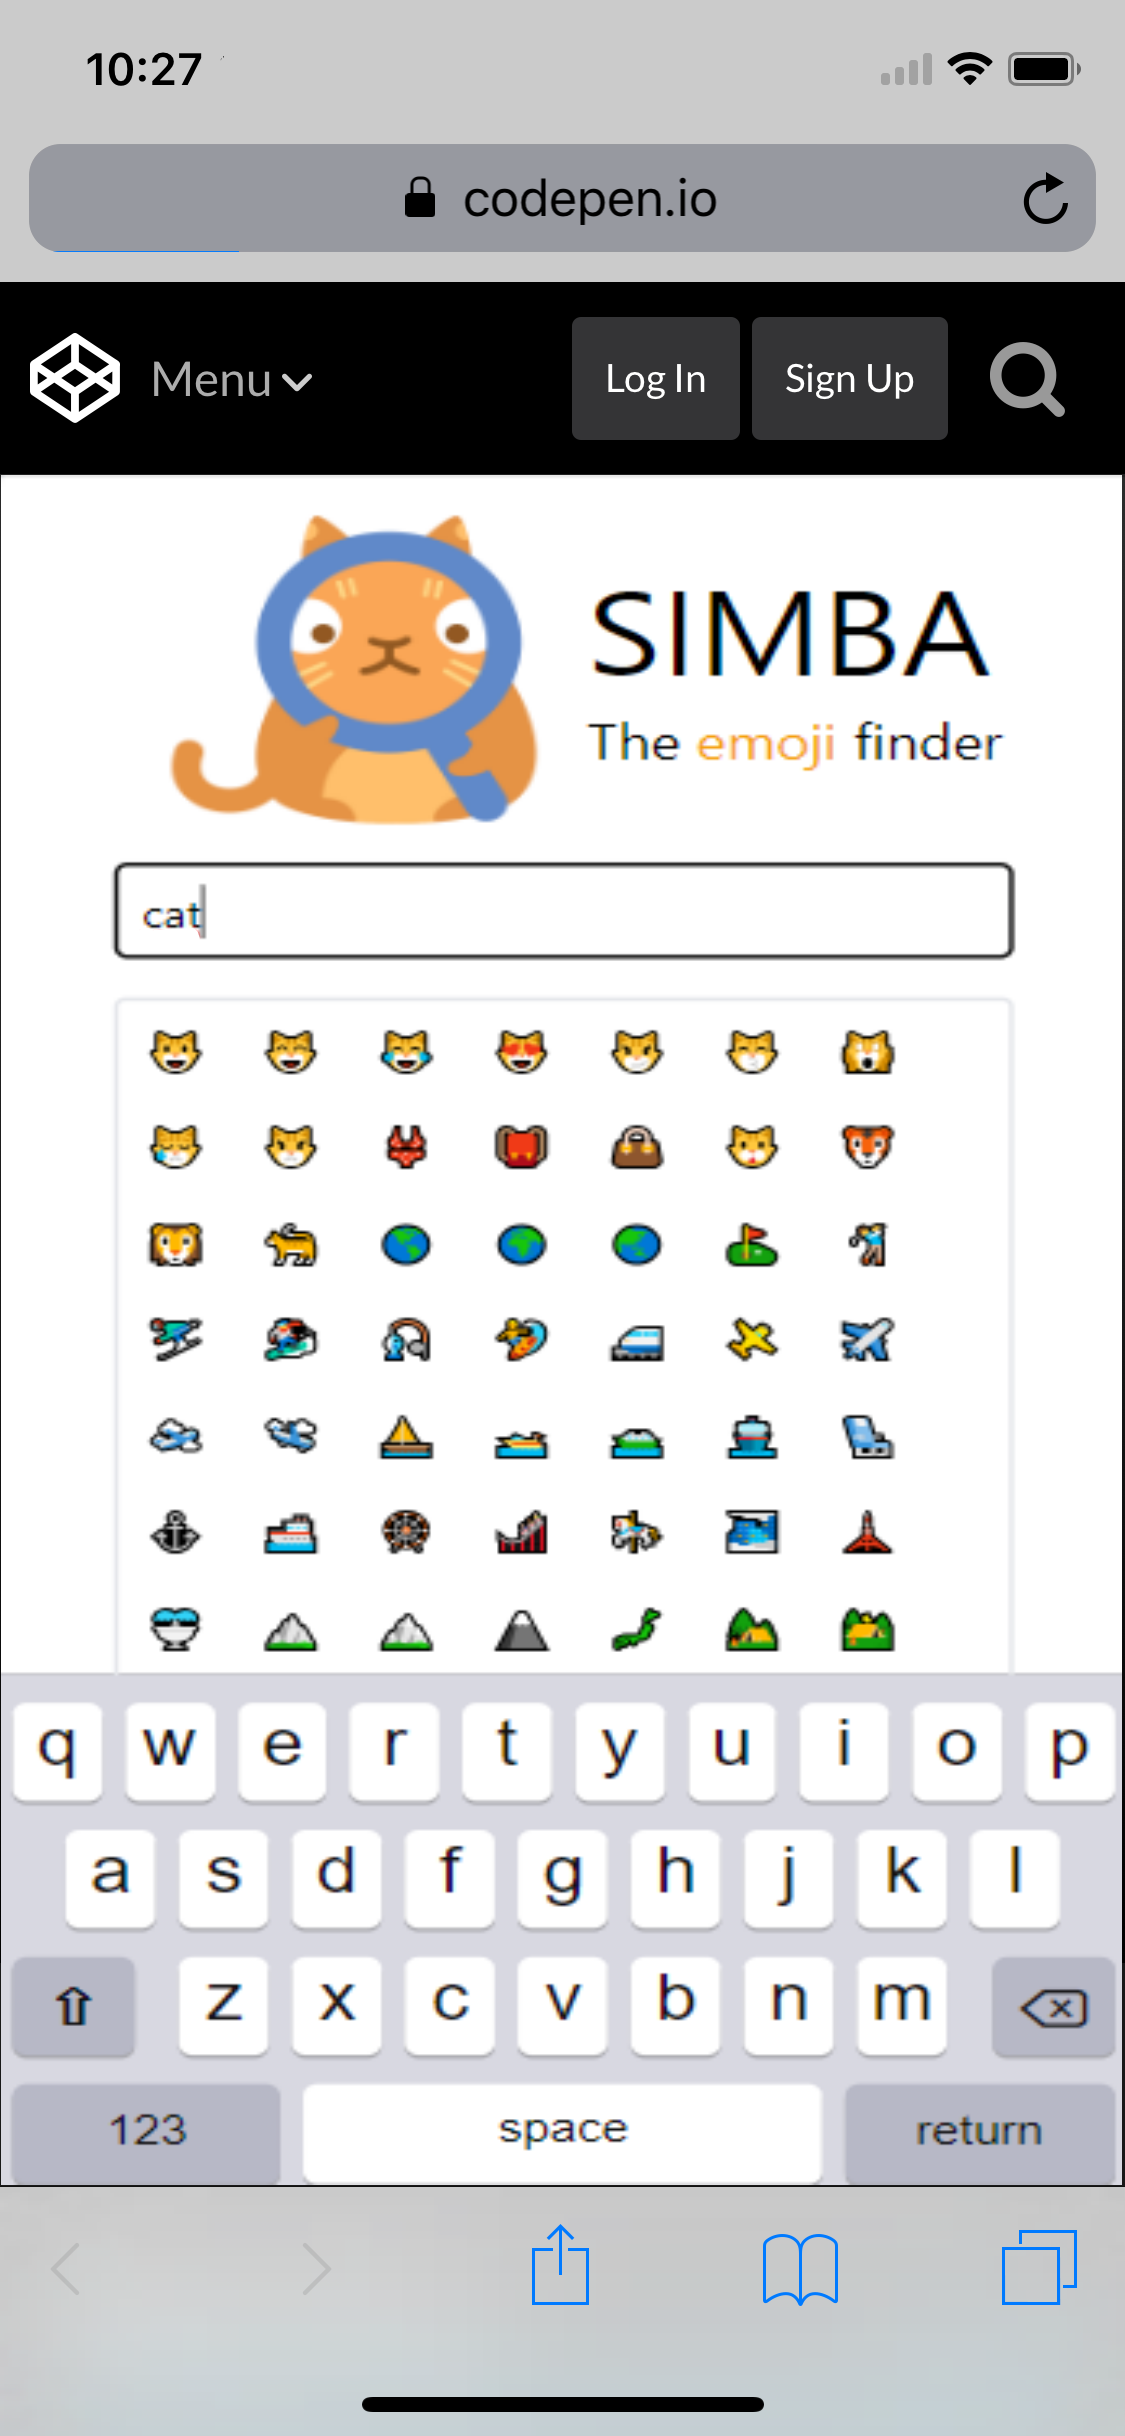 10:27
codepen.io
Menu
Log In
Sign Up
SIMBA
The emoji finder
cat
q w e r t y u i o p
a s d f g h j k l
z x c v b n m
123 space return